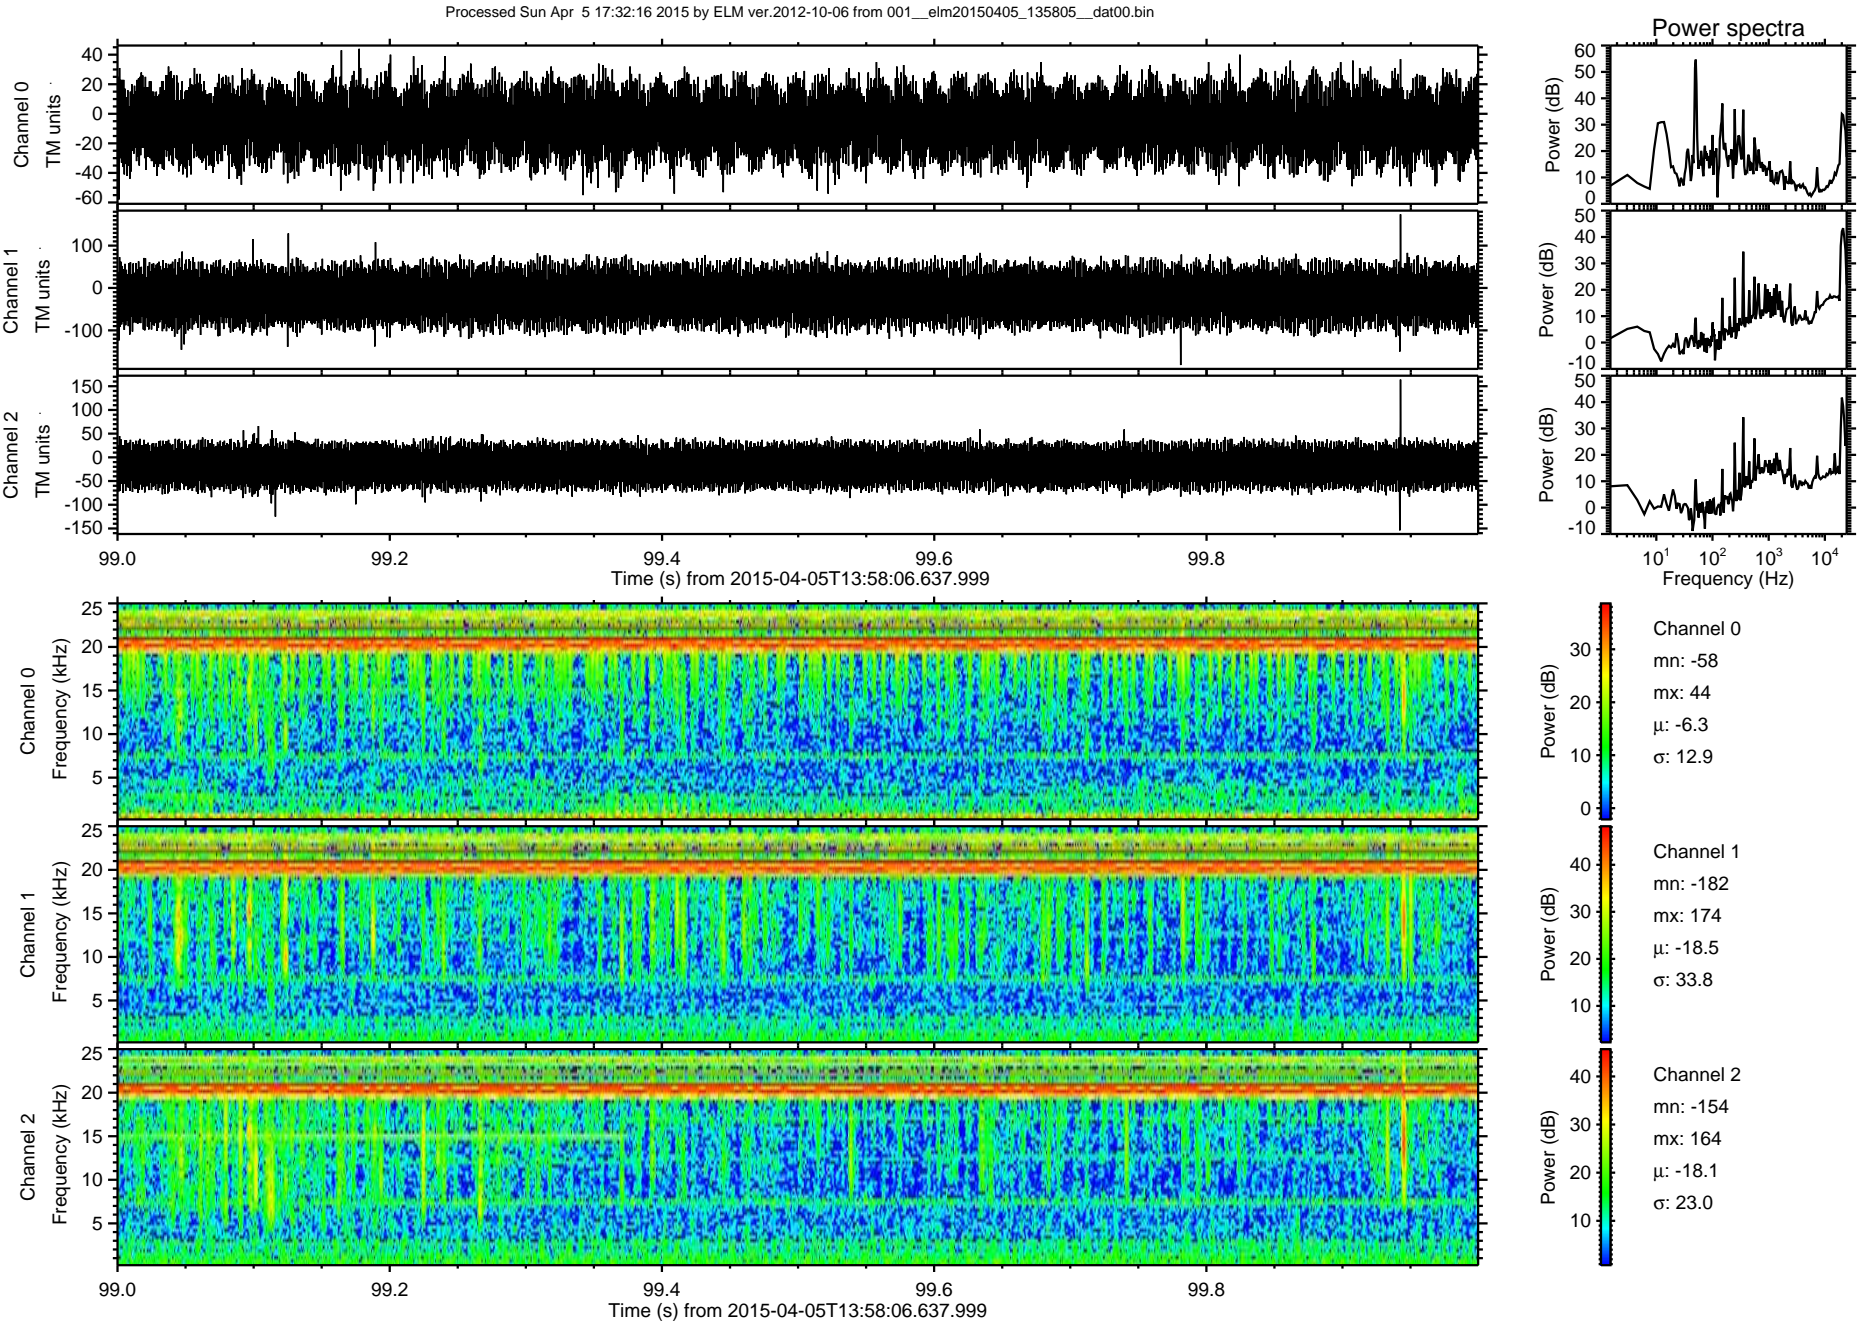 Processed Sun Apr  5 17:32:16 2015 by ELM ver.2012-10-06 from 001__elm20150405_135805__dat00.bin
Power spectra
Channel 0
TM units
40
20
0
-20
-40
-60
Power (dB)
60
50
40
30
20
10
0
Channel 1
TM units
100
0
-100
Power (dB)
50
40
30
20
10
0
-10
Channel 2
TM units
150
100
50
0
-50
-100
-150
Power (dB)
50
40
30
20
10
0
-10
99.0 99.2 99.4 99.6 99.8
Time (s) from 2015-04-05T13:58:06.637.999
10^1 10^2 10^3 10^4
Frequency (Hz)
Channel 0
Frequency (kHz)
25
20
15
10
5
Power (dB)
30
20
10
0
Channel 0
mn: -58
mx: 44
μ: -6.3
σ: 12.9
Channel 1
Frequency (kHz)
25
20
15
10
5
Power (dB)
40
30
20
10
Channel 1
mn: -182
mx: 174
μ: -18.5
σ: 33.8
Channel 2
Frequency (kHz)
25
20
15
10
5
Power (dB)
40
30
20
10
Channel 2
mn: -154
mx: 164
μ: -18.1
σ: 23.0
99.0 99.2 99.4 99.6 99.8
Time (s) from 2015-04-05T13:58:06.637.999